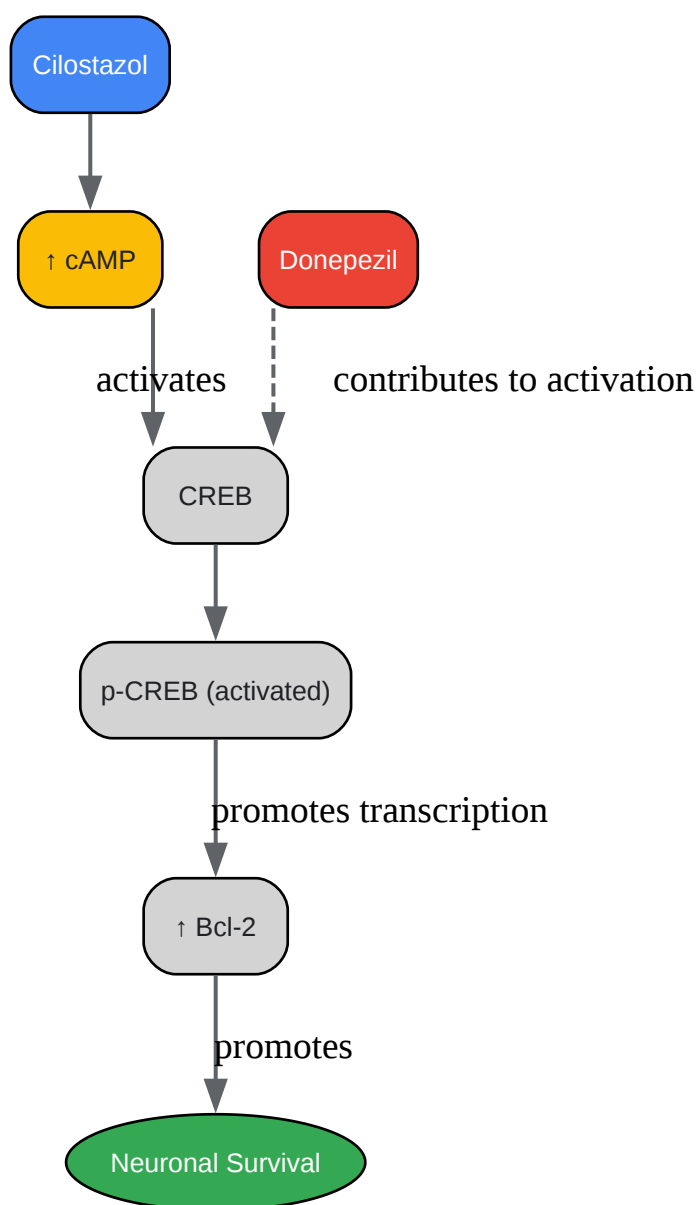 Cilostazol
↑ cAMP
Donepezil
activates
contributes to activation
CREB
p-CREB (activated)
promotes transcription
↑ Bcl-2
promotes
Neuronal Survival